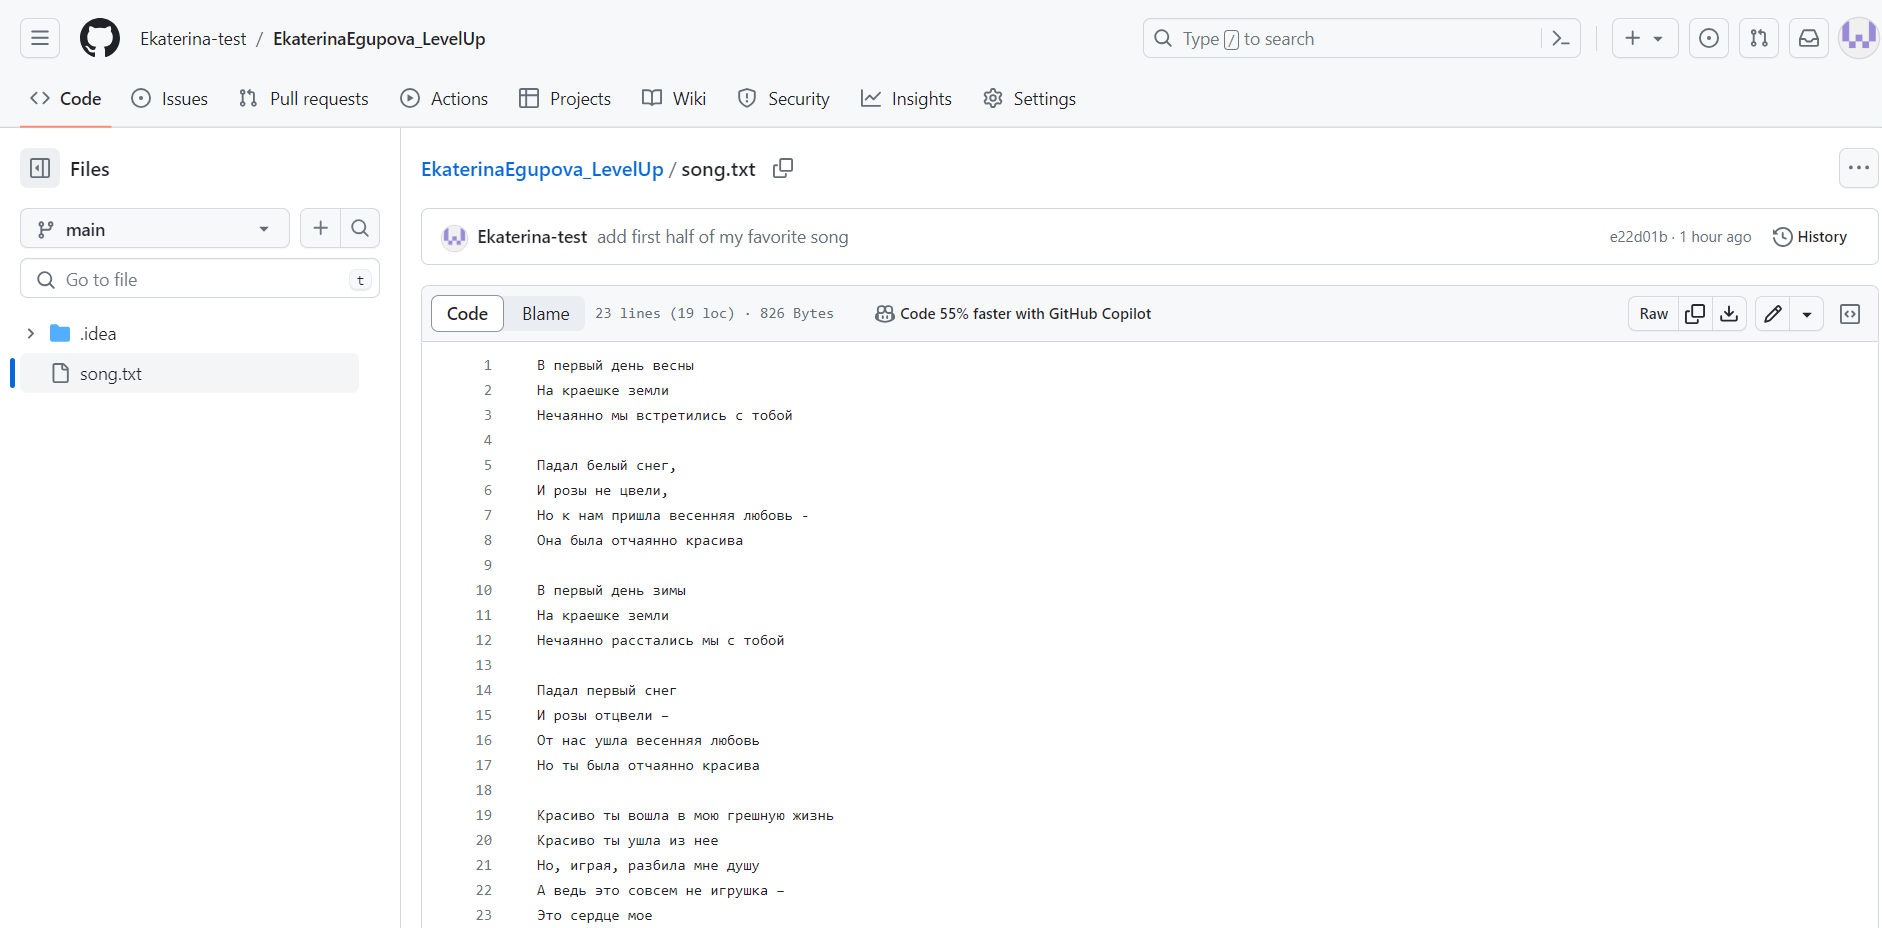 Ekaterina-test / EkaterinaEgupova_LevelUp
Type / to search
Code
Issues
Pull requests
Actions
Projects
Wiki
Security
Insights
Settings
Files
main
Go to file
t
.idea
song.txt
EkaterinaEgupova_LevelUp / song.txt
Ekaterina-test add first half of my favorite song
e22d01b · 1 hour ago
History
Code
Blame
23 lines (19 loc) · 826 Bytes
Code 55% faster with GitHub Copilot
Raw
1 В первый день весны
2 На краешке земли
3 Нечаянно мы встретились с тобой
4
5 Падал белый снег,
6 И розы не цвели,
7 Но к нам пришла весенняя любовь -
8 Она была отчаянно красива
9
10 В первый день зимы
11 На краешке земли
12 Нечаянно расстались мы с тобой
13
14 Падал первый снег
15 И розы отцвели –
16 От нас ушла весенняя любовь
17 Но ты была отчаянно красива
18
19 Красиво ты вошла в мою грешную жизнь
20 Красиво ты ушла из нее
21 Но, играя, разбила мне душу
22 А ведь это совсем не игрушка –
23 Это сердце мое